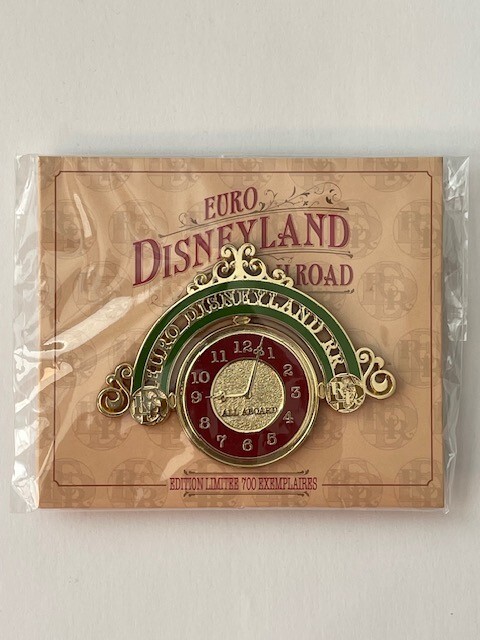 EURO
DISNEYLAND
LROAD
EURO DISNEYLAND RR
12
1
2
3
4
5
6
7
8
9
10
11
ALL ABOARD
EDITION LIMITEE 700 EXEMPLAIRES